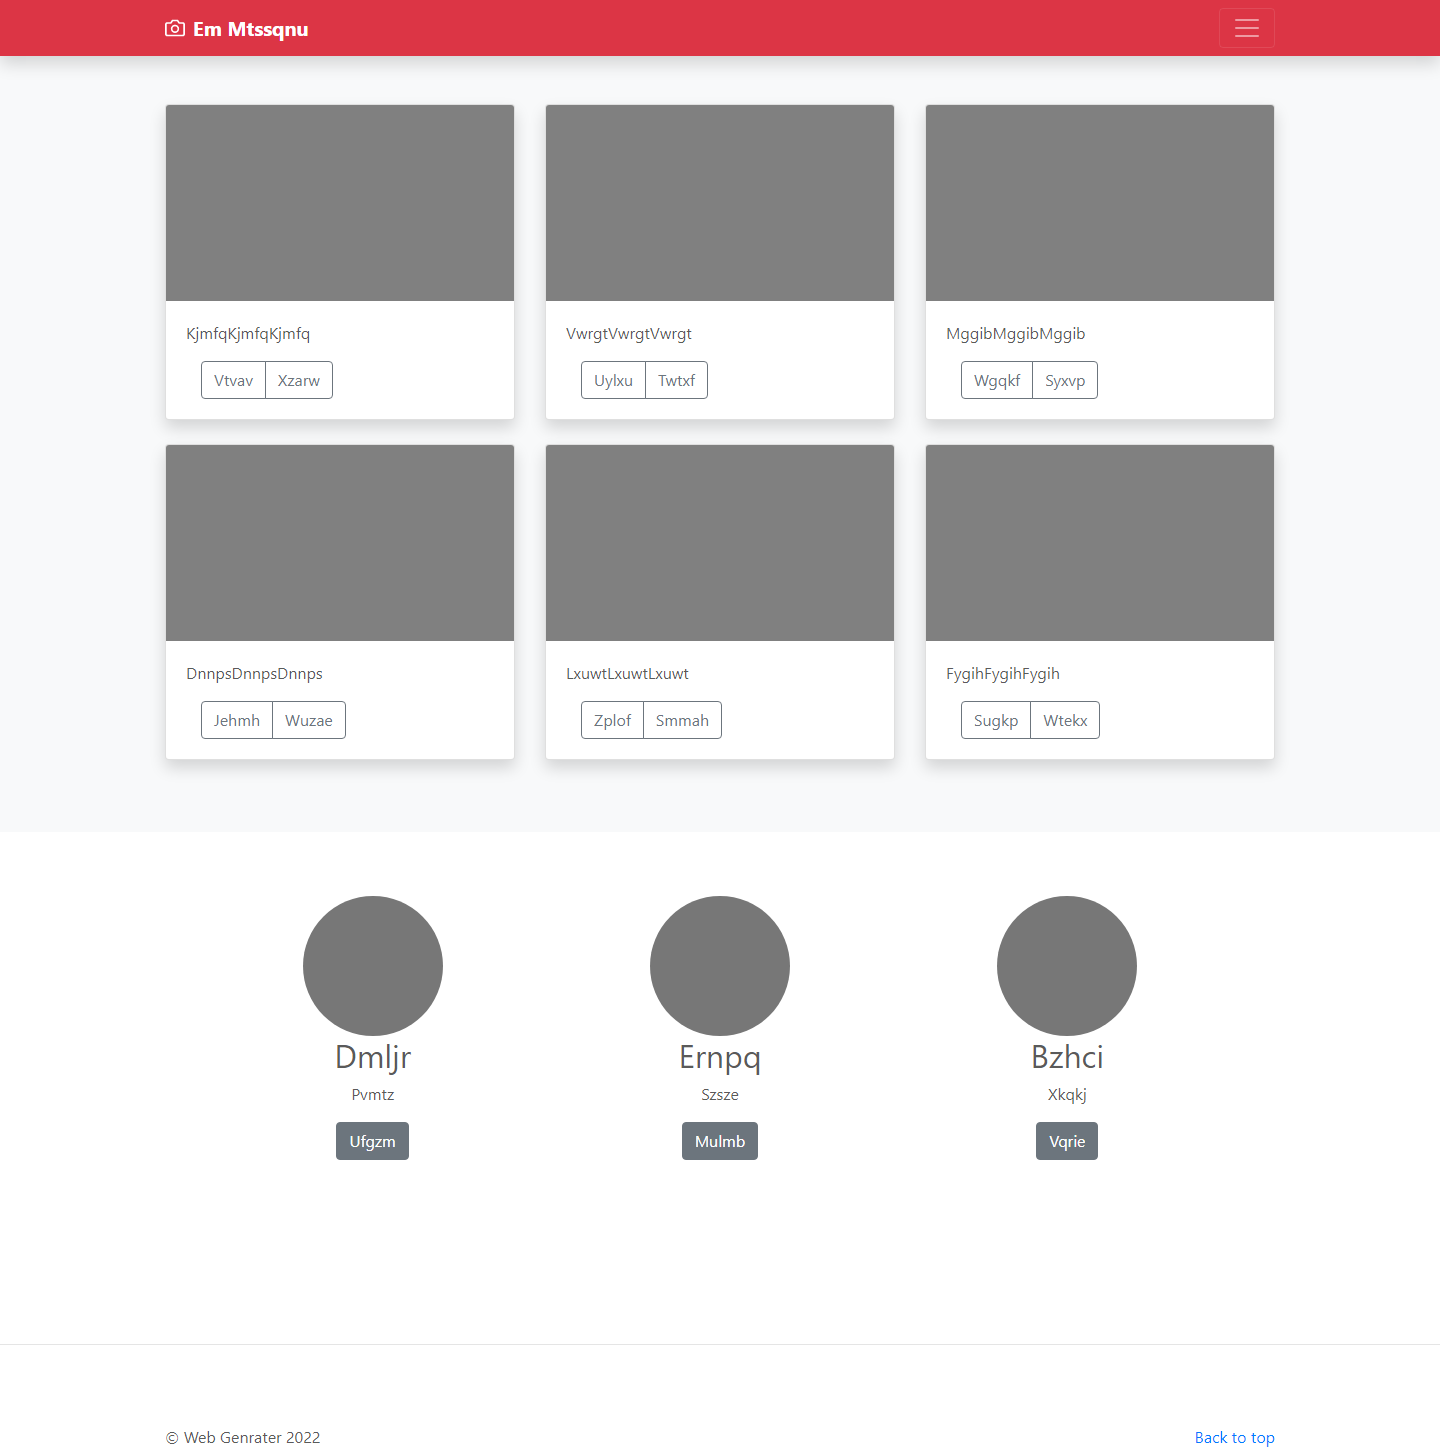 Em Mtssqnu
KjmfqKjmfqKjmfq
VwrgtVwrgtVwrgt
MggibMggibMggib
Vtvav Xzarw
Uylxu Twtxf
Wgqkf Syxvp
DnnpsDnnpsDnnps
LxuwtLxuwtLxuwt
FygihFygihFygih
Jehmh Wuzae
Zplof Smmah
Sugkp Wtekx
Dmljr
Ernpq
Bzhci
Pvmtz
Szsze
Xkqkj
Ufgzm
Mulmb
Vqrie
© Web Genrater 2022
Back to top